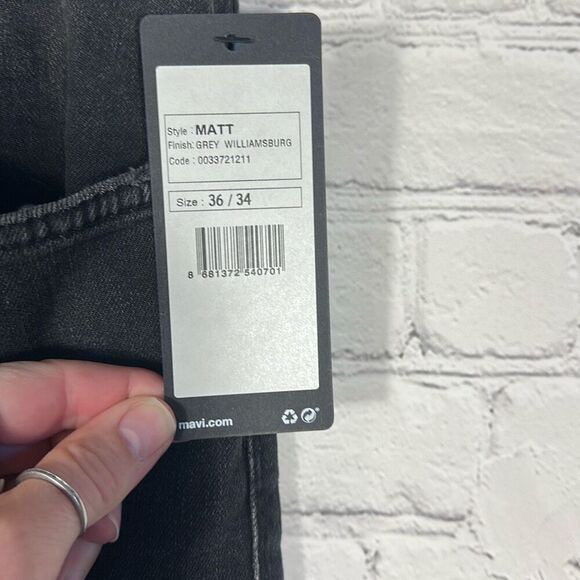 Style : MATT
Finish: GREY WILLIAMSBURG
Code : 0033721211
Size : 36 / 34
8 681372 540701
mavi.com